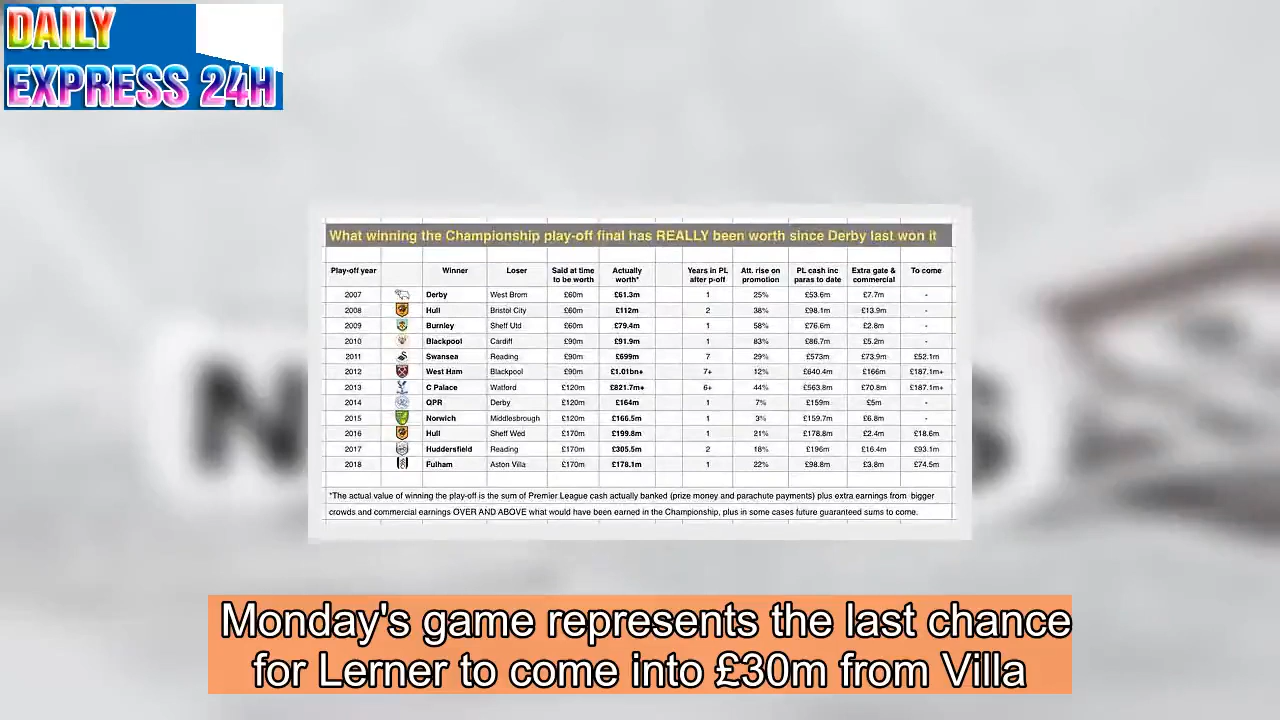 DAILY
EXPRESS 24H
What winning the Championship play-off final has REALLY been worth since Derby last won it
Play-off year Winner Loser Said at time to be worth Actually worth* Years in PL after p-off Att. rise on promotion PL cash inc paras to date Extra gate & commercial To come
2007 Derby West Brom £60m £61.3m 1 25% £53.6m £7.7m -
2008 Hull Bristol City £60m £112m 2 38% £98.1m £13.9m -
2009 Burnley Sheff Utd £60m £79.4m 1 58% £76.6m £2.8m -
2010 Blackpool Cardiff £90m £91.9m 1 83% £86.7m £5.2m -
2011 Swansea Reading £90m £699m 7 29% £573m £73.9m £52.1m
2012 West Ham Blackpool £90m £1.01bn+ 7+ 12% £640.4m £166m £187.1m+
2013 C Palace Watford £120m £821.7m+ 6+ 44% £563.8m £70.8m £187.1m+
2014 QPR Derby £120m £164m 1 7% £159m £5m -
2015 Norwich Middlesbrough £120m £166.5m 1 3% £159.7m £6.8m -
2016 Hull Sheff Wed £170m £199.8m 1 21% £178.8m £2.4m £18.6m
2017 Huddersfield Reading £170m £305.5m 2 18% £196m £16.4m £93.1m
2018 Fulham Aston Villa £170m £178.1m 1 22% £98.8m £3.8m £74.5m
*The actual value of winning the play-off is the sum of Premier League cash actually banked (prize money and parachute payments) plus extra earnings from bigger
crowds and commercial earnings OVER AND ABOVE what would have been earned in the Championship, plus in some cases future guaranteed sums to come.
Monday's game represents the last chance
for Lerner to come into £30m from Villa